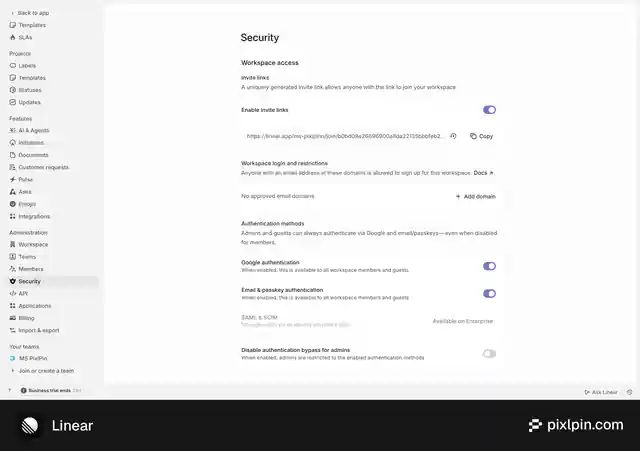 Back to app
Templates
SLAs
Projects
Labels
Templates
Statuses
Updates
Features
AI & Agents
Initiatives
Documents
Customer requests
Pulse
Asks
Emojis
Integrations
Administration
Workspace
Teams
Members
Security
API
Applications
Billing
Import & export
Your teams
MS PixlPin
Join or create a team
Business trial ends
Security
Workspace access
Invite links
A uniquely generated invite link allows anyone with the link to join your workspace
Enable invite links
Copy
Workspace login and restrictions
Anyone with an email address at these domains is allowed to sign up for this workspace. Docs
No approved email domains
+ Add domain
Authentication methods
Admins and guests can always authenticate via Google and email/passkeys—even when disabled
for members.
Google authentication
When enabled, this is available to all workspace members and guests.
Email & passkey authentication
When enabled, this is available to all workspace members and guests
SAML & SCIM
Available on Enterprise
Disable authentication bypass for admins
When enabled, admins are restricted to the enabled authentication methods
Ask Linear
Linear
pixlpin.com